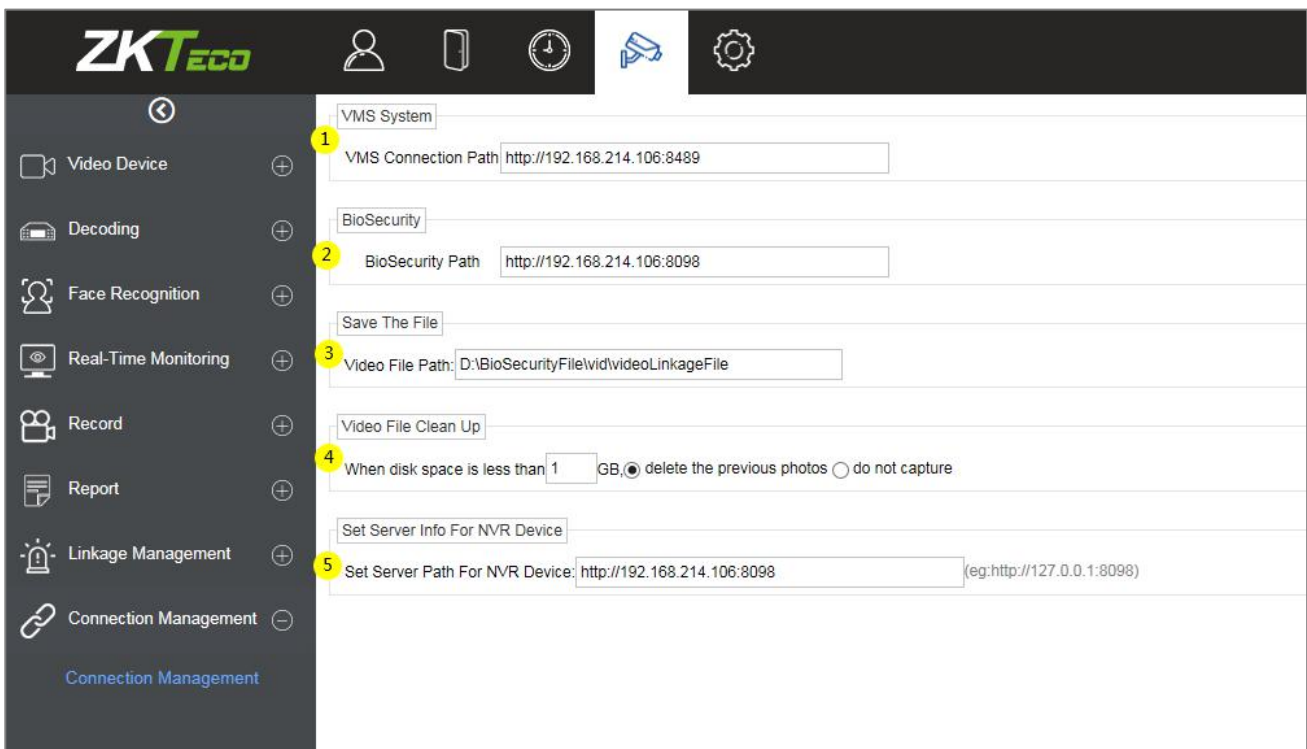 ZKTeco
VMS System
1
VMS Connection Path http://192.168.214.106:8489
Video Device
Decoding
Face Recognition
Real-Time Monitoring
Record
Report
Linkage Management
Connection Management
Connection Management
BioSecurity
2
BioSecurity Path http://192.168.214.106:8098
Save The File
3
Video File Path: D:\BioSecurityFile\vid\videoLinkageFile
Video File Clean Up
4
When disk space is less than 1 GB, delete the previous photos do not capture
Set Server Info For NVR Device
5
Set Server Path For NVR Device: http://192.168.214.106:8098 (eg:http://127.0.0.1:8098)